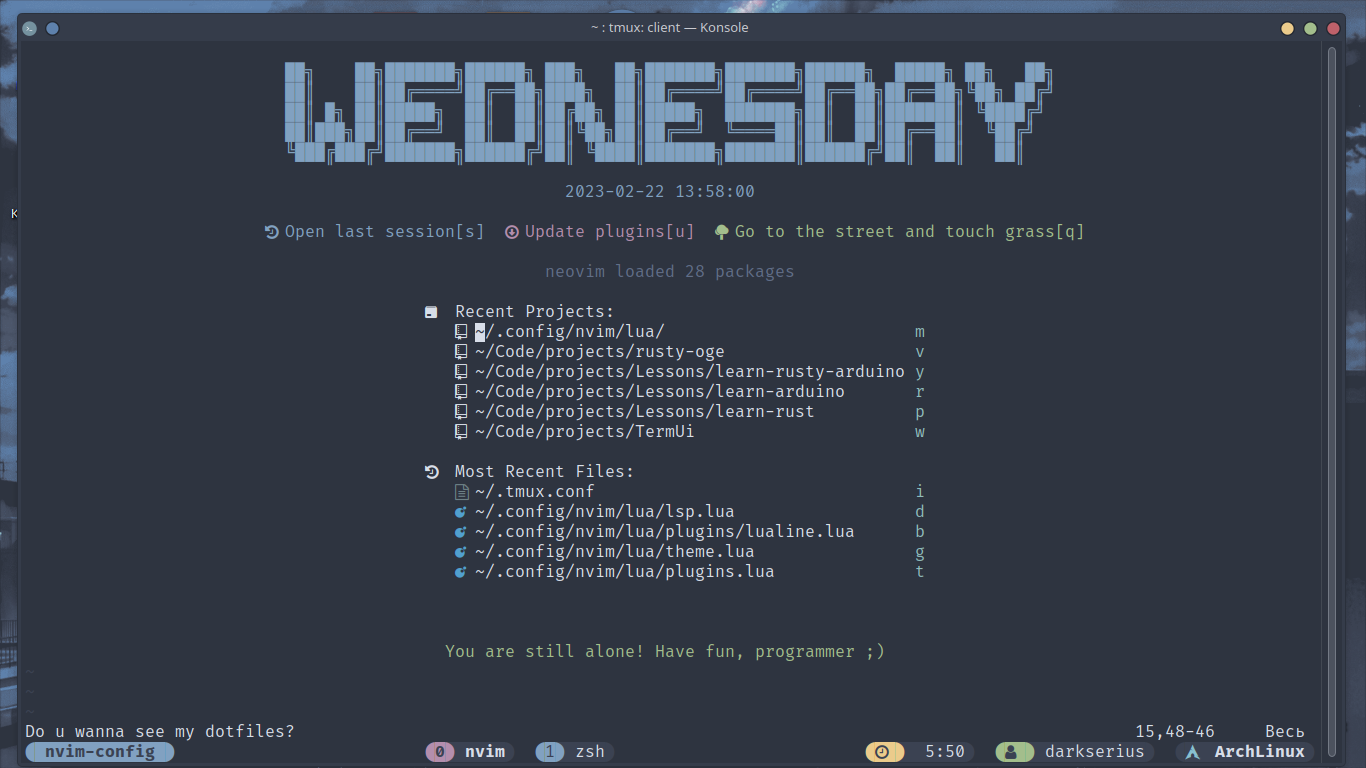 ~ : tmux: client — Konsole
WEDNESDAY
2023-02-22 13:58:00
Open last session[s] Update plugins[u] Go to the street and touch grass[q]
neovim loaded 28 packages
Recent Projects:
~/.config/nvim/lua/ m
~/Code/projects/rusty-oge v
~/Code/projects/Lessons/learn-rusty-arduino y
~/Code/projects/Lessons/learn-arduino r
~/Code/projects/Lessons/learn-rust p
~/Code/projects/TermUi w
Most Recent Files:
~/.tmux.conf i
~/.config/nvim/lua/lsp.lua d
~/.config/nvim/lua/plugins/lualine.lua b
~/.config/nvim/lua/theme.lua g
~/.config/nvim/lua/plugins.lua t
You are still alone! Have fun, programmer ;)
~
~
~
Do u wanna see my dotfiles? 15,48-46 Весь
nvim-config 0 nvim 1 zsh 5:50 darkserius ArchLinux